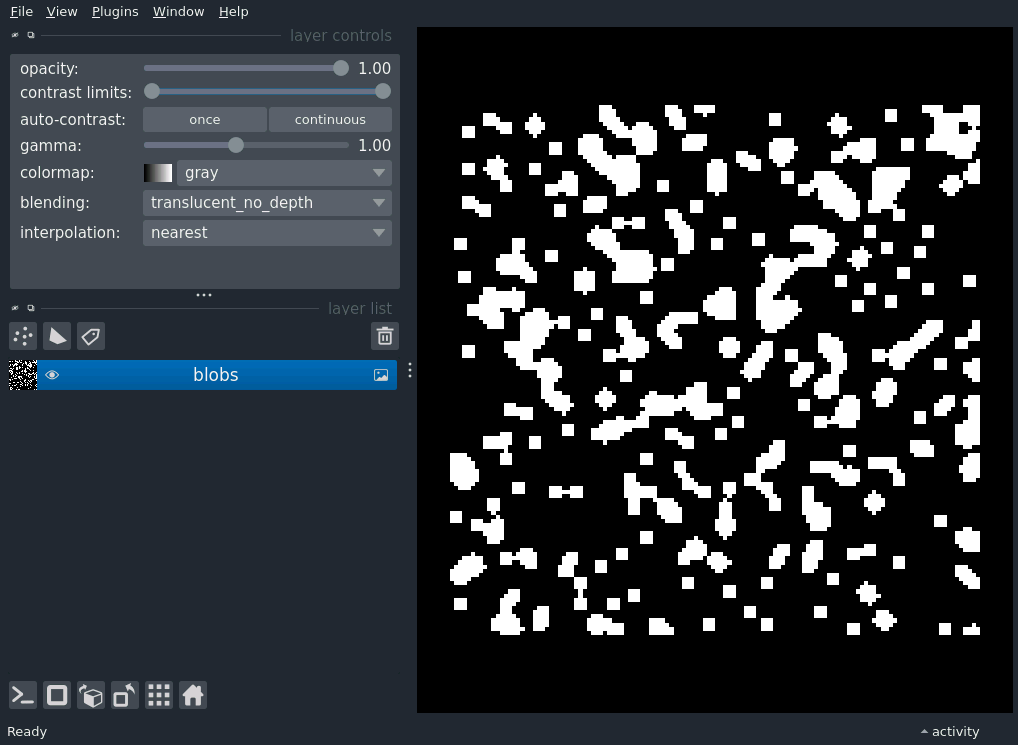 File View Plugins Window Help
layer controls
opacity: 1.00
contrast limits:
auto-contrast: once continuous
gamma: 1.00
colormap: gray
blending: translucent_no_depth
interpolation: nearest
layer list
blobs
Ready activity